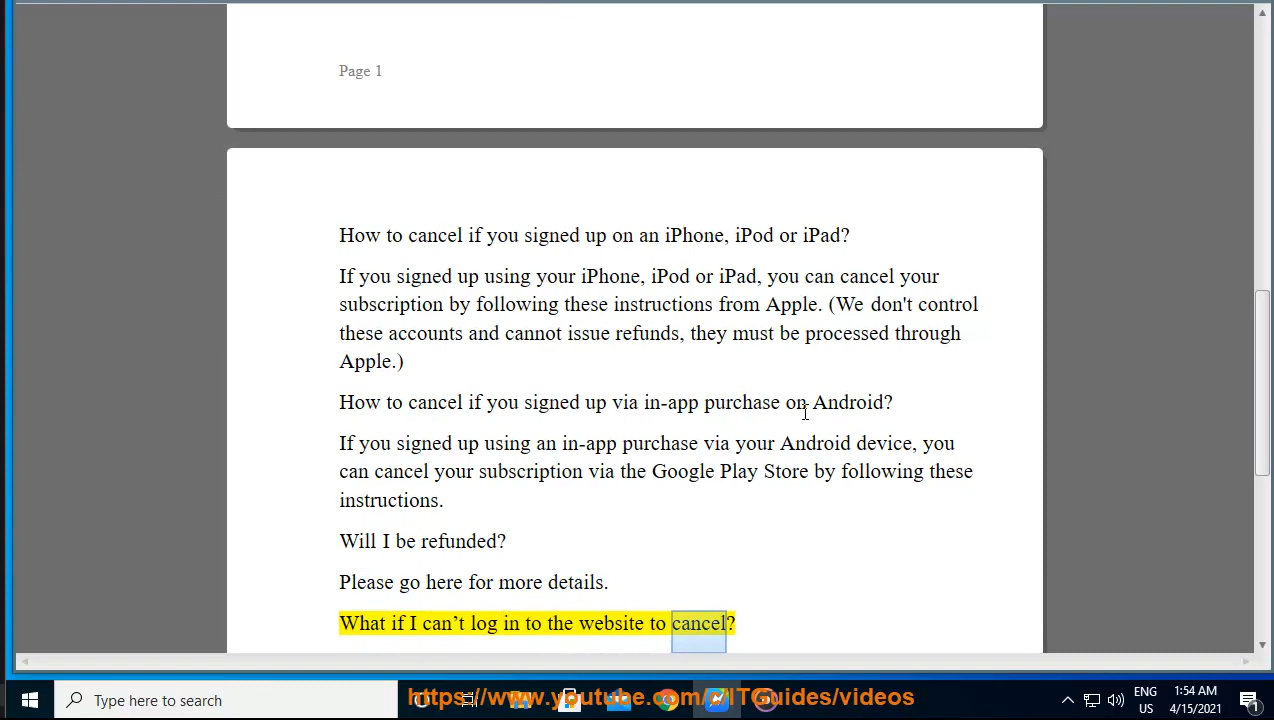 Page 1
How to cancel if you signed up on an iPhone, iPod or iPad?
If you signed up using your iPhone, iPod or iPad, you can cancel your
subscription by following these instructions from Apple. (We don't control
these accounts and cannot issue refunds, they must be processed through
Apple.)
How to cancel if you signed up via in-app purchase on Android?
If you signed up using an in-app purchase via your Android device, you
can cancel your subscription via the Google Play Store by following these
instructions.
Will I be refunded?
Please go here for more details.
What if I can’t log in to the website to cancel?
Type here to search
https://www.youtube.com/c/ITGuides/videos
ENG
US
1:54 AM
4/15/2021
1